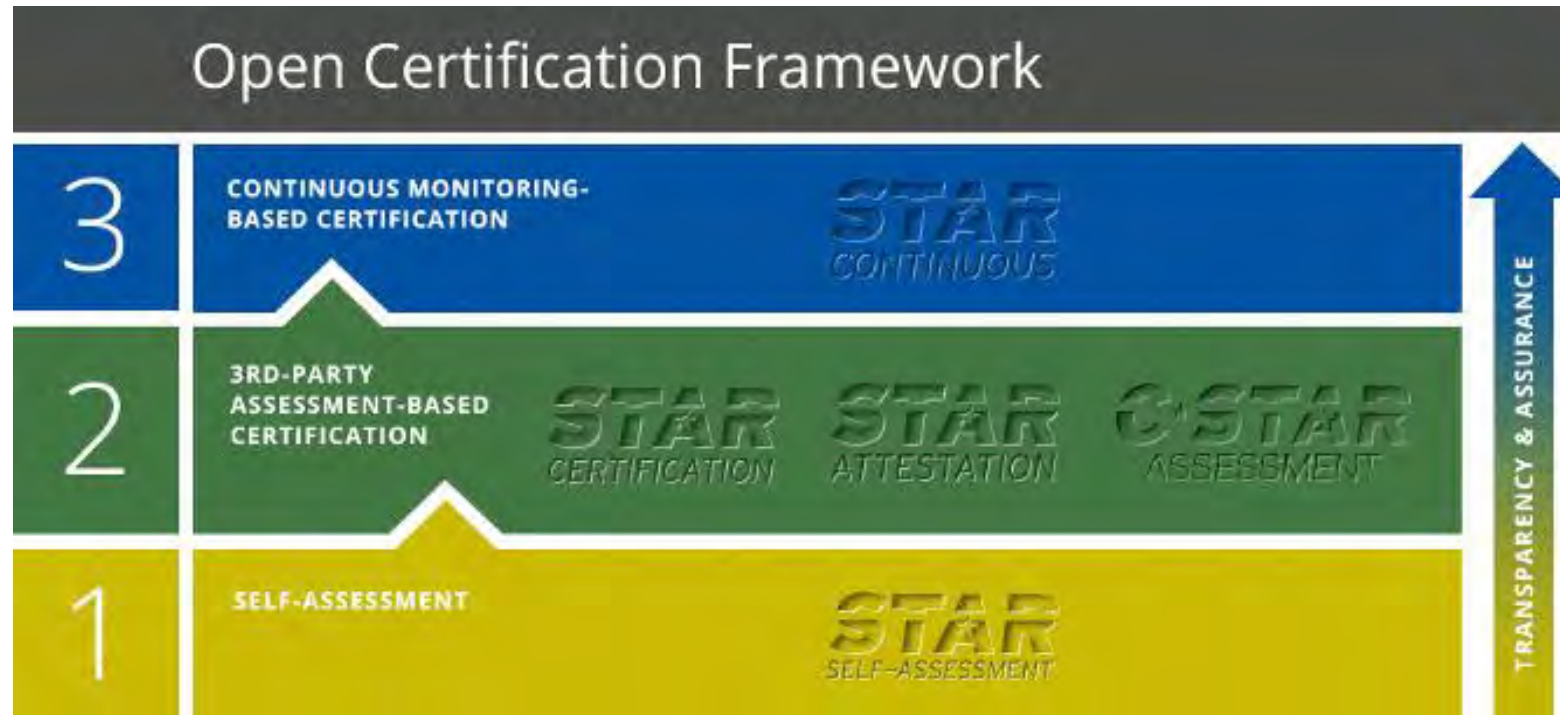 Open Certification Framework
3
CONTINUOUS MONITORING-
BASED CERTIFICATION
STAR
CONTINUOUS
2
3RD-PARTY
ASSESSMENT-BASED
CERTIFICATION
STAR
CERTIFICATION
STAR
ATTESTATION
C★STAR
ASSESSMENT
1
SELF-ASSESSMENT
STAR
SELF-ASSESSMENT
TRANSPARENCY & ASSURANCE